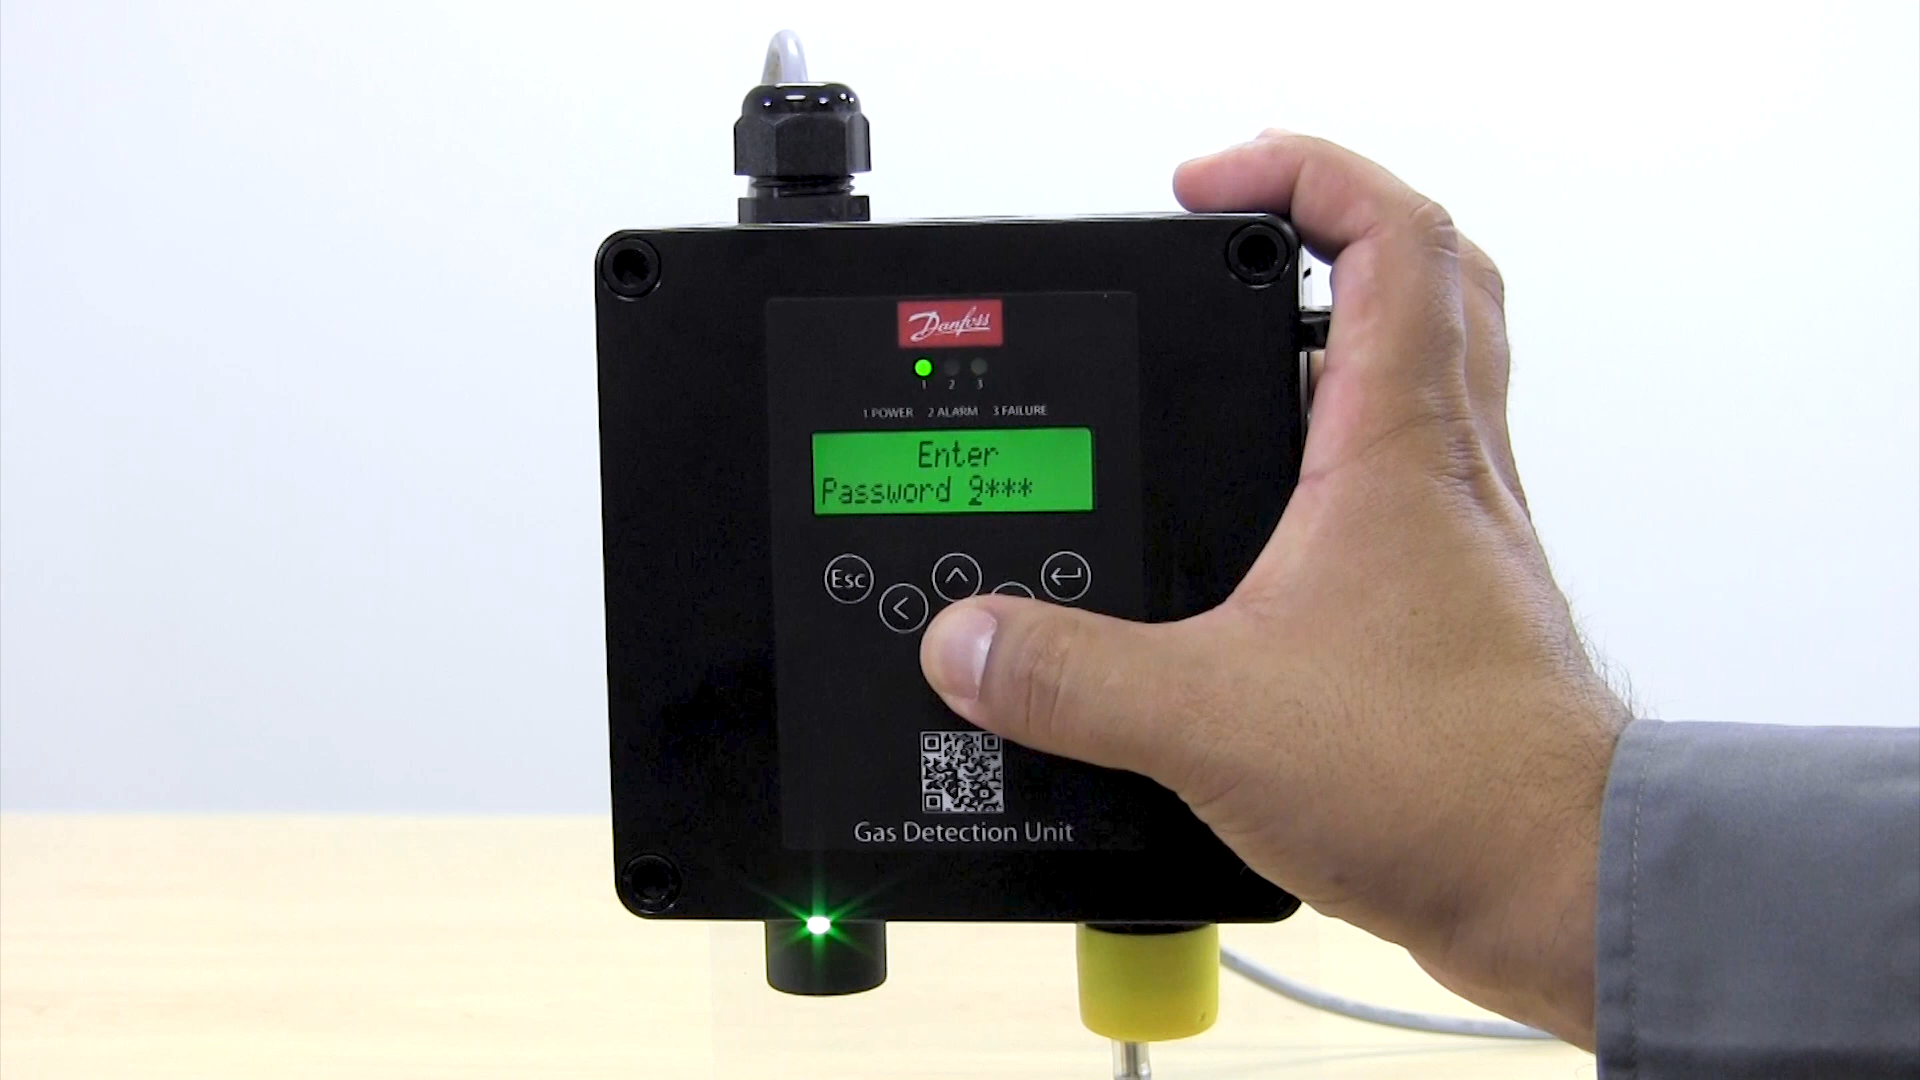 Danfoss
1 2 3
1 POWER 2 ALARM 3 FAILURE
Enter
Password 9***
Esc
Gas Detection Unit